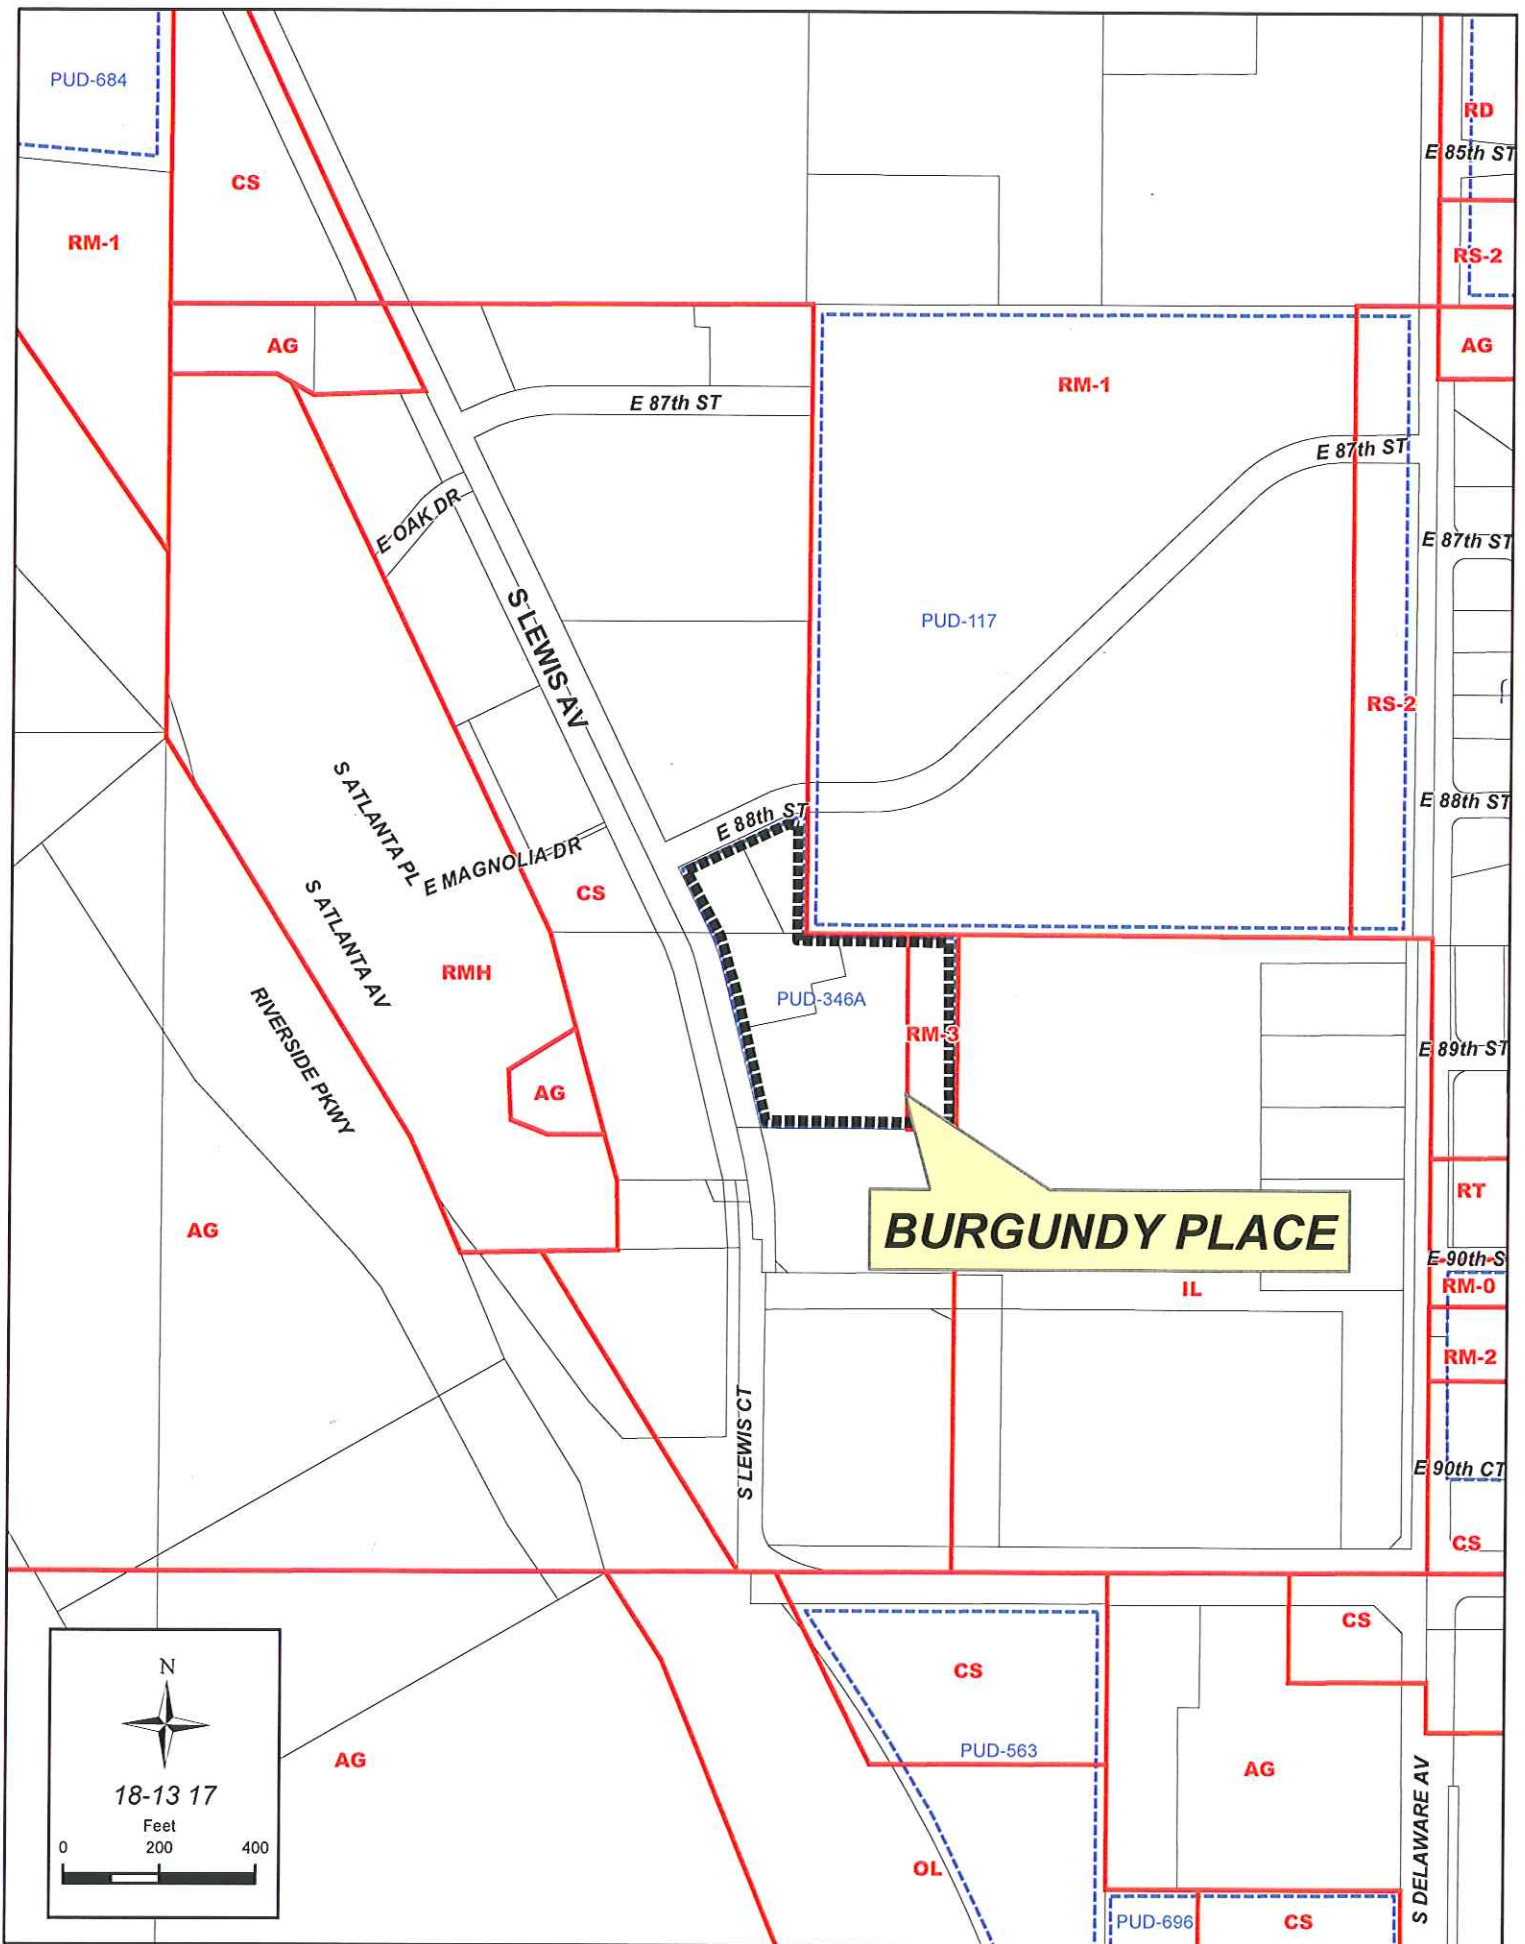 PUD-684
RD
E 85th ST
CS
RM-1
RS-2
AG
AG
RM-1
E 87th ST
E 87th ST
E OAK DR
E 87th ST
S LEWIS AV
PUD-117
RS-2
S ATLANTA PL
E 88th ST
E 88th ST
E MAGNOLIA DR
CS
S ATLANTA AV
RMH
PUD-346A
RIVERSIDE PKWY
RM-3
E 89th ST
AG
RT
AG
BURGUNDY PLACE
E 90th S
IL
RM-0
RM-2
S LEWIS CT
E 90th CT
CS
CS
CS
N
PUD-563
AG
AG
18-13 17
Feet
0 200 400
S DELAWARE AV
OL
PUD-696
CS